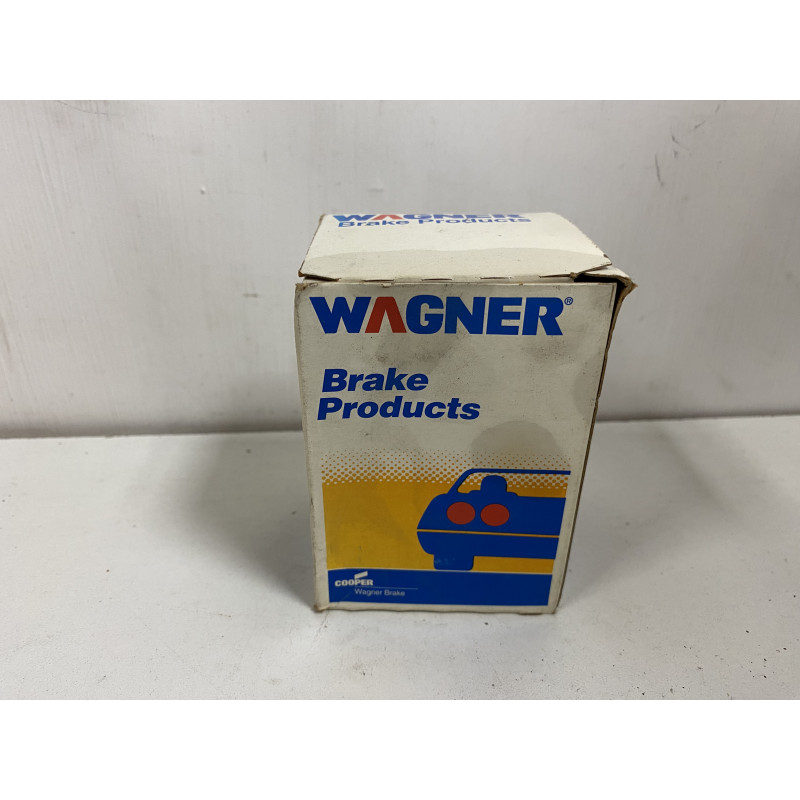 WAGNER
Brake Products
WAGNER®
Brake
Products
COOPER
Wagner Brake